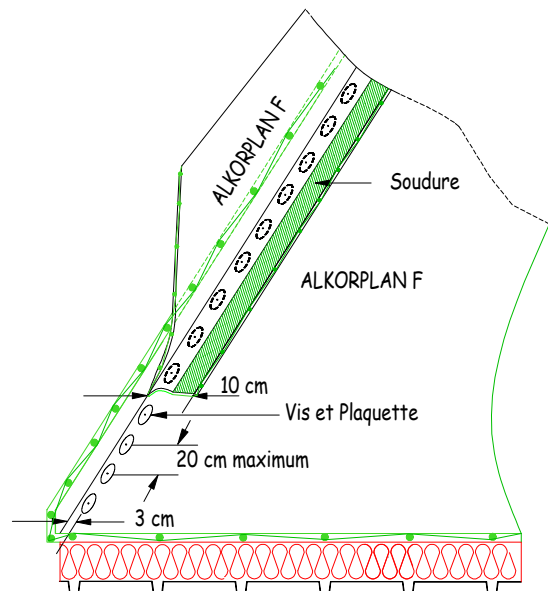 ALKORPLAN F
Soudure
ALKORPLAN F
10 cm
Vis et Plaquette
20 cm maximum
3 cm